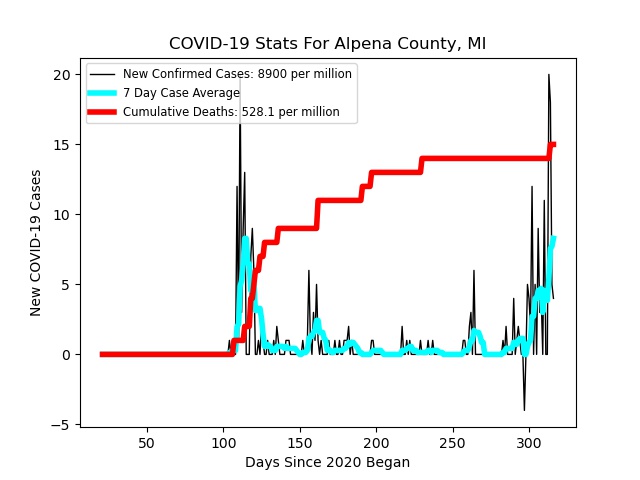 COVID-19 Stats For Alpena County, MI
New Confirmed Cases: 8900 per million
7 Day Case Average
Cumulative Deaths: 528.1 per million
New COVID-19 Cases
20
15
10
5
0
−5
50 100 150 200 250 300
Days Since 2020 Began